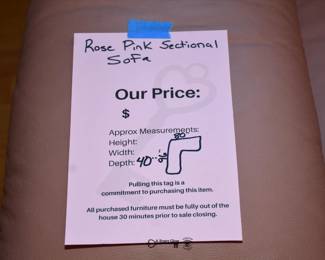 Rose Pink Sectional
Sofa
Our Price:
$
Approx Measurements:
80
Height:
Width:
Depth: 40
Pulling this tag is a
commitment to purchasing this item.
All purchased furniture must be fully out of the
house 30 minutes prior to sale closing.